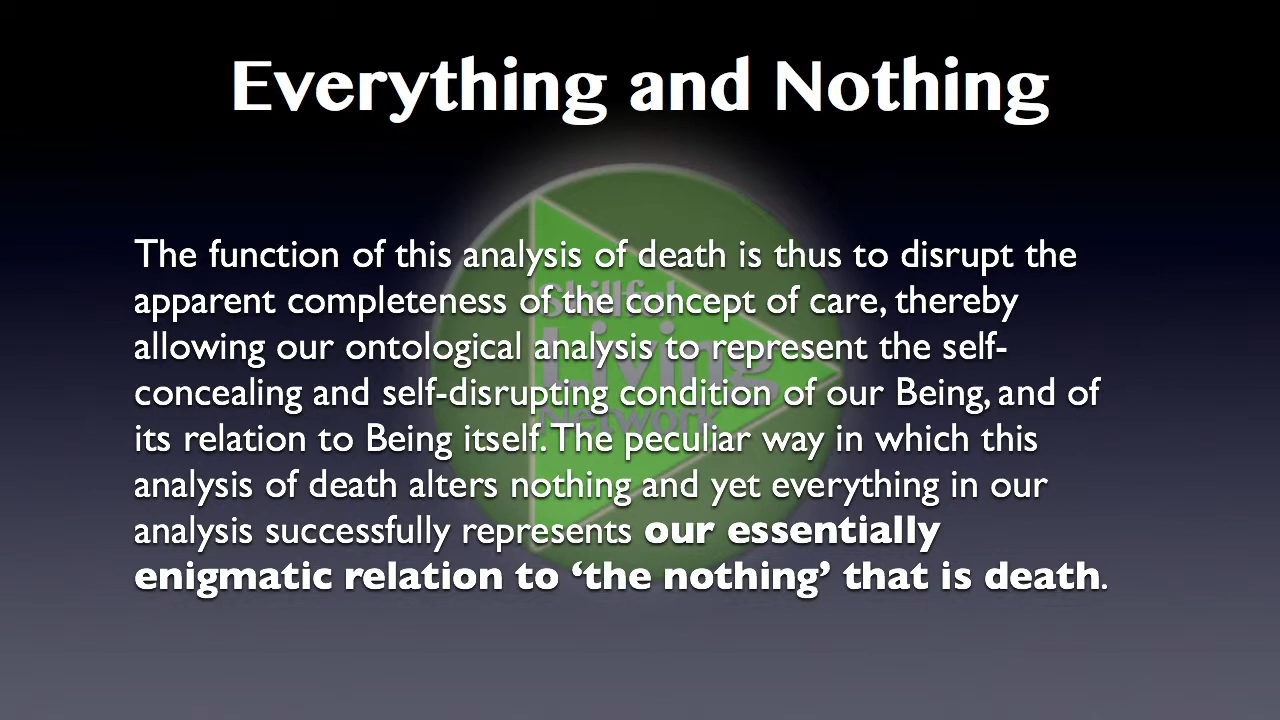 Everything and Nothing
The function of this analysis of death is thus to disrupt the
apparent completeness of the concept of care, thereby
allowing our ontological analysis to represent the self-
concealing and self-disrupting condition of our Being, and of
its relation to Being itself. The peculiar way in which this
analysis of death alters nothing and yet everything in our
analysis successfully represents our essentially
enigmatic relation to ‘the nothing’ that is death.
Skillful
Living
Network